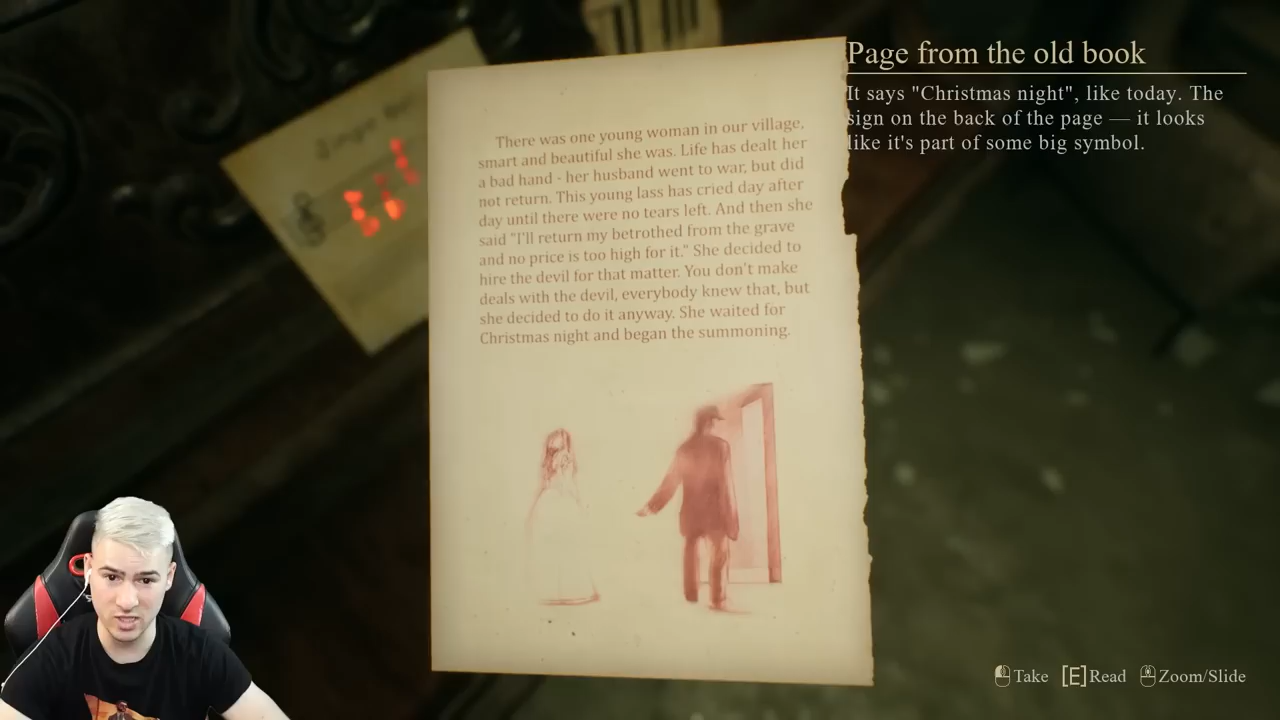 Page from the old book
It says "Christmas night", like today. The
sign on the back of the page — it looks
like it's part of some big symbol.
There was one young woman in our village,
smart and beautiful she was. Life has dealt her
a bad hand - her husband went to war, but did
not return. This young lass has cried day after
day until there were no tears left. And then she
said "I'll return my betrothed from the grave
and no price is too high for it." She decided to
hire the devil for that matter. You don't make
deals with the devil, everybody knew that, but
she decided to do it anyway. She waited for
Christmas night and began the summoning.
Take [E]Read Zoom/Slide